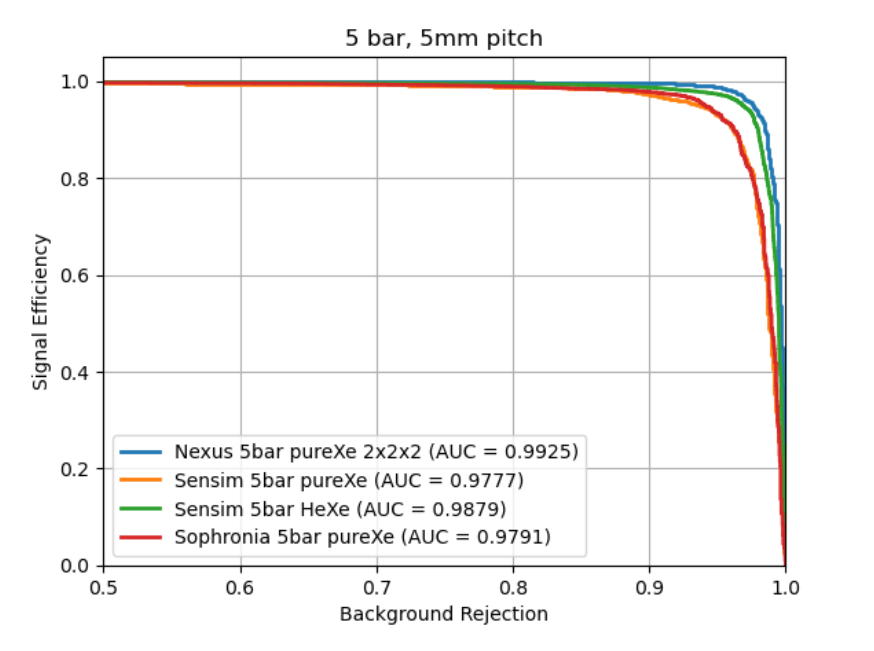 5 bar, 5mm pitch
Signal Efficiency
1.0
0.8
0.6
0.4
0.2
0.0
Nexus 5bar pureXe 2x2x2 (AUC = 0.9925)
Sensim 5bar pureXe (AUC = 0.9777)
Sensim 5bar HeXe (AUC = 0.9879)
Sophronia 5bar pureXe (AUC = 0.9791)
0.5 0.6 0.7 0.8 0.9 1.0
Background Rejection